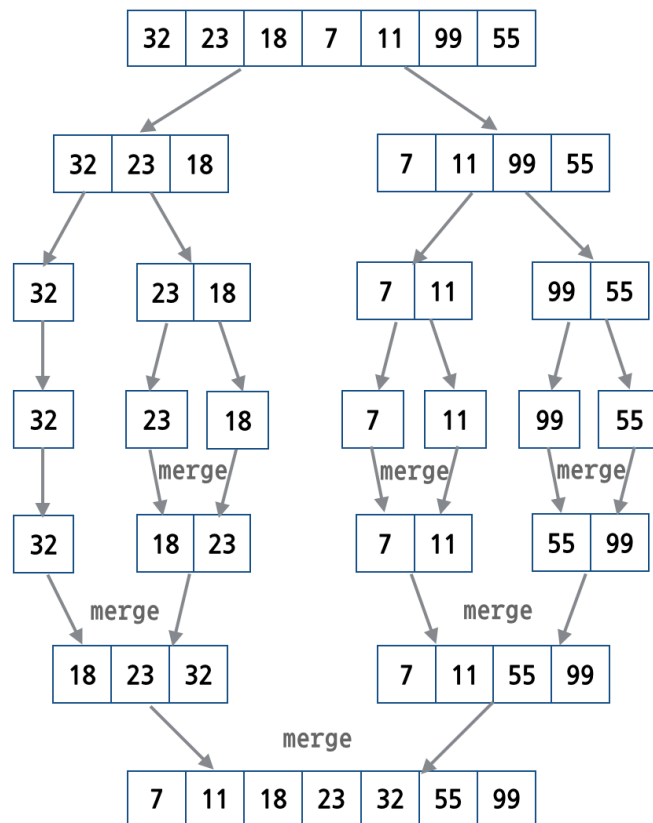 32 23 18 7 11 99 55
32 23 18 7 11 99 55
32 23 18 7 11 99 55
32 23 18 7 11 99 55
merge merge merge
32 18 23 7 11 55 99
merge merge
18 23 32 7 11 55 99
merge
7 11 18 23 32 55 99